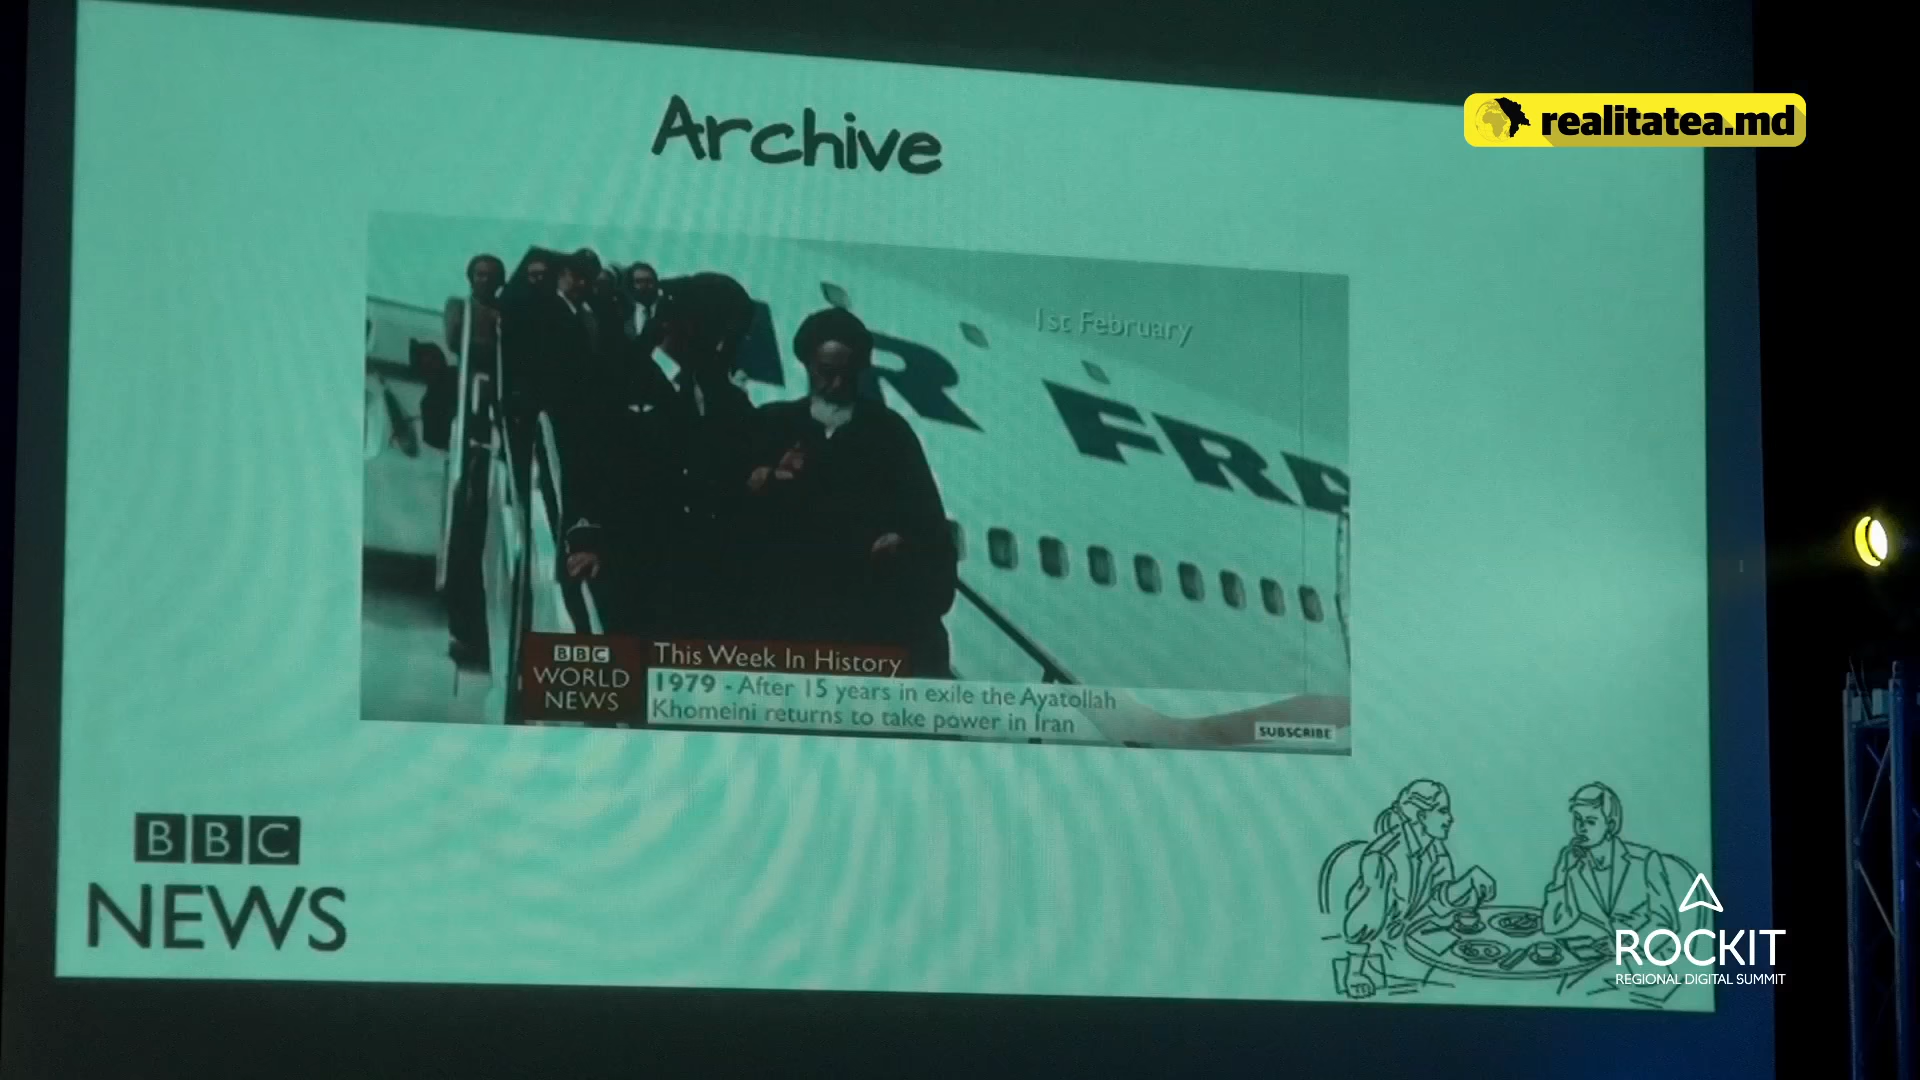 Archive
realitatea.md
1st February
AIR FRA
BBC
WORLD
NEWS
This Week In History
1979 - After 15 years in exile the Ayatollah
Khomeini returns to take power in Iran
SUBSCRIBE
BBC
NEWS
ROCKIT
REGIONAL DIGITAL SUMMIT